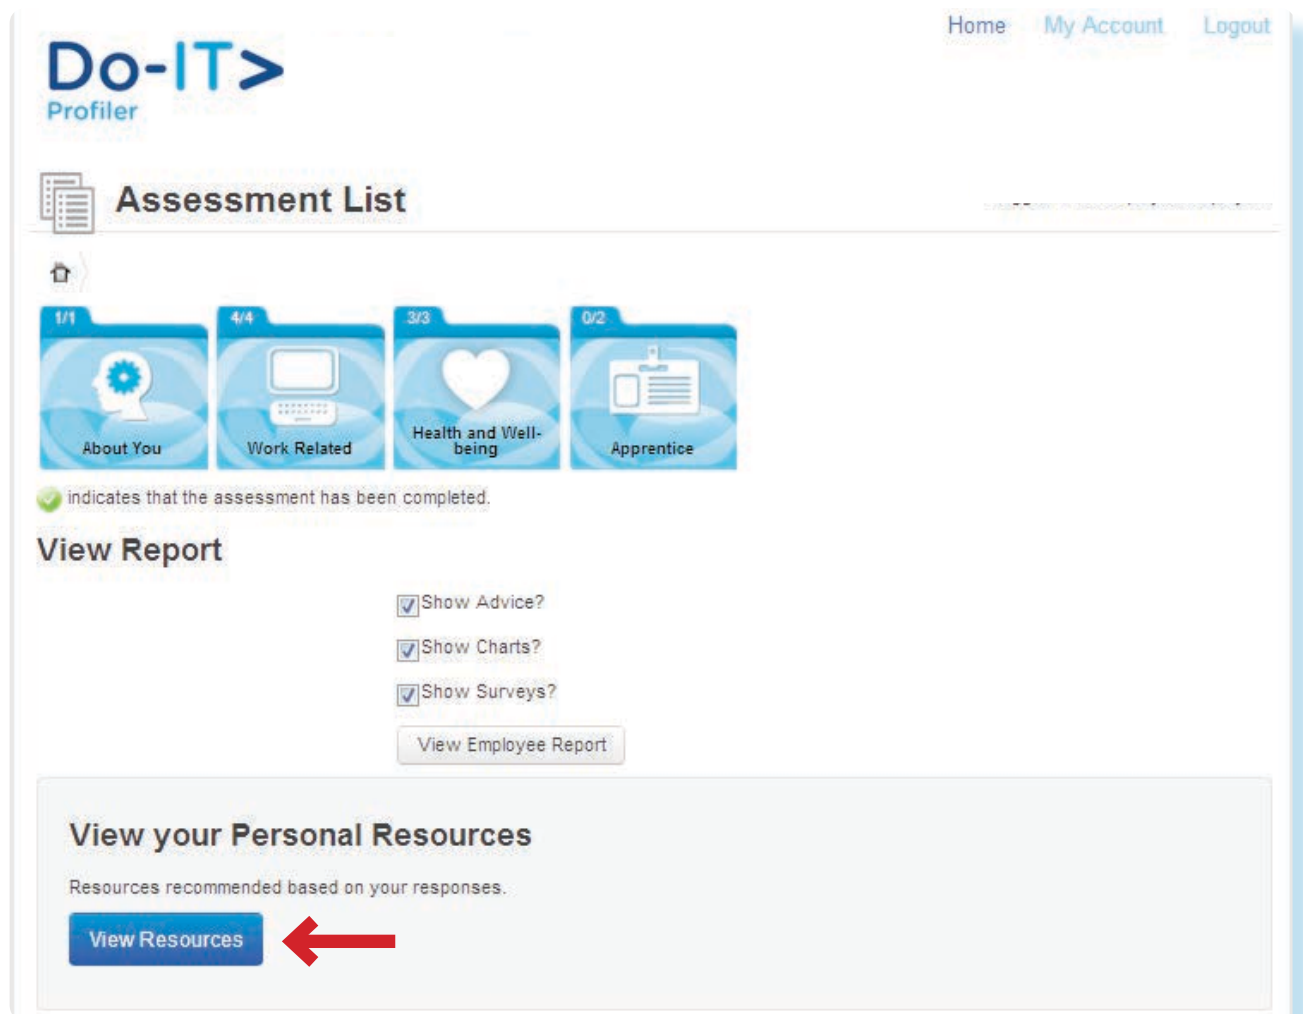 Home My Account Logout
Do-IT>
Profiler
Assessment List
1/1 4/4 3/3 0/2
About You
Work Related
Health and Well-
being
Apprentice
indicates that the assessment has been completed.
View Report
Show Advice?
Show Charts?
Show Surveys?
View Employee Report
View your Personal Resources
Resources recommended based on your responses.
View Resources